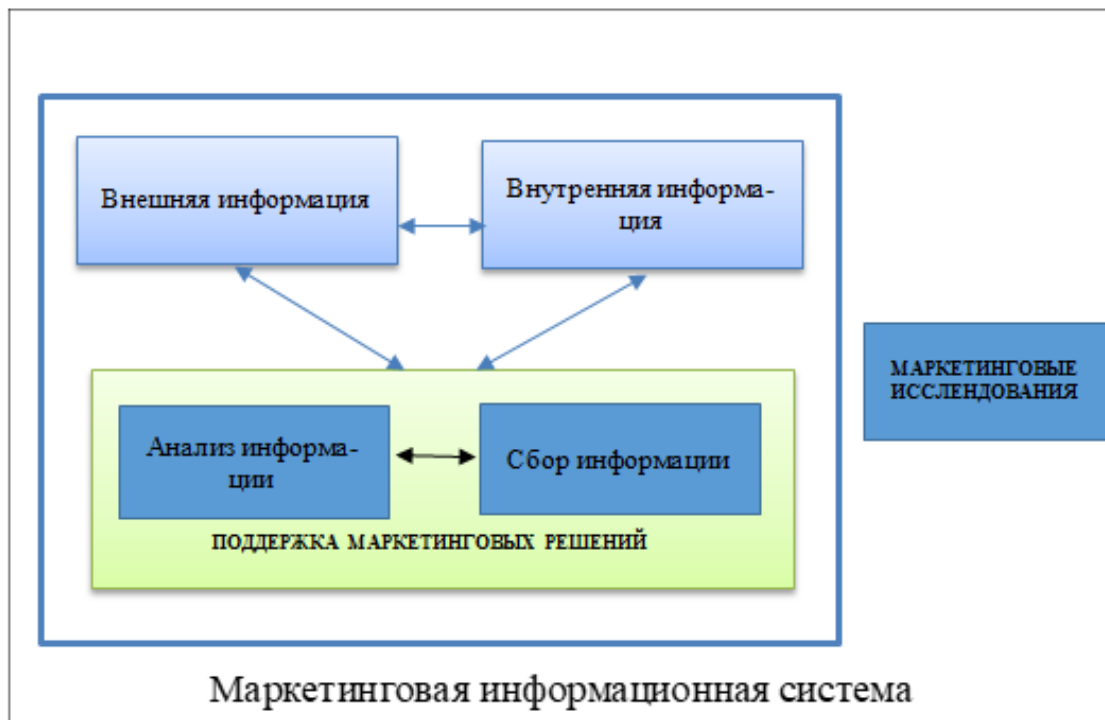 Внешняя информация
Внутренняя информа-
ция
МАРКЕТИНГОВЫЕ
ИССЛЕНДОВАНИЯ
Анализ информа-
ции
Сбор информации
ПОДДЕРЖКА МАРКЕТИНГОВЫХ РЕШЕНИЙ
Маркетинговая информационная система